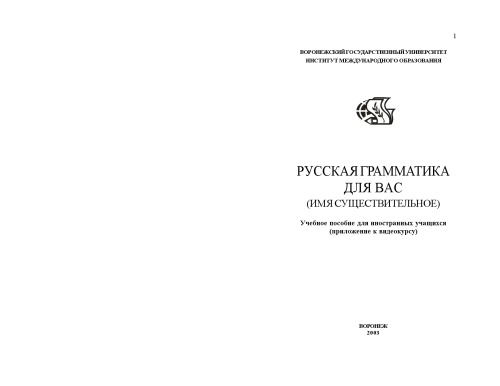 1
ВОРОНЕЖСКИЙ ГОСУДАРСТВЕННЫЙ УНИВЕРСИТЕТ
ИНСТИТУТ МЕЖДУНАРОДНОГО ОБРАЗОВАНИЯ
РУССКАЯ ГРАММАТИКА
ДЛЯ ВАС
(ИМЯ СУЩЕСТВИТЕЛЬНОЕ)
Учебное пособие для иностранных учащихся
(приложение к видеокурсу)
ВОРОНЕЖ
2003